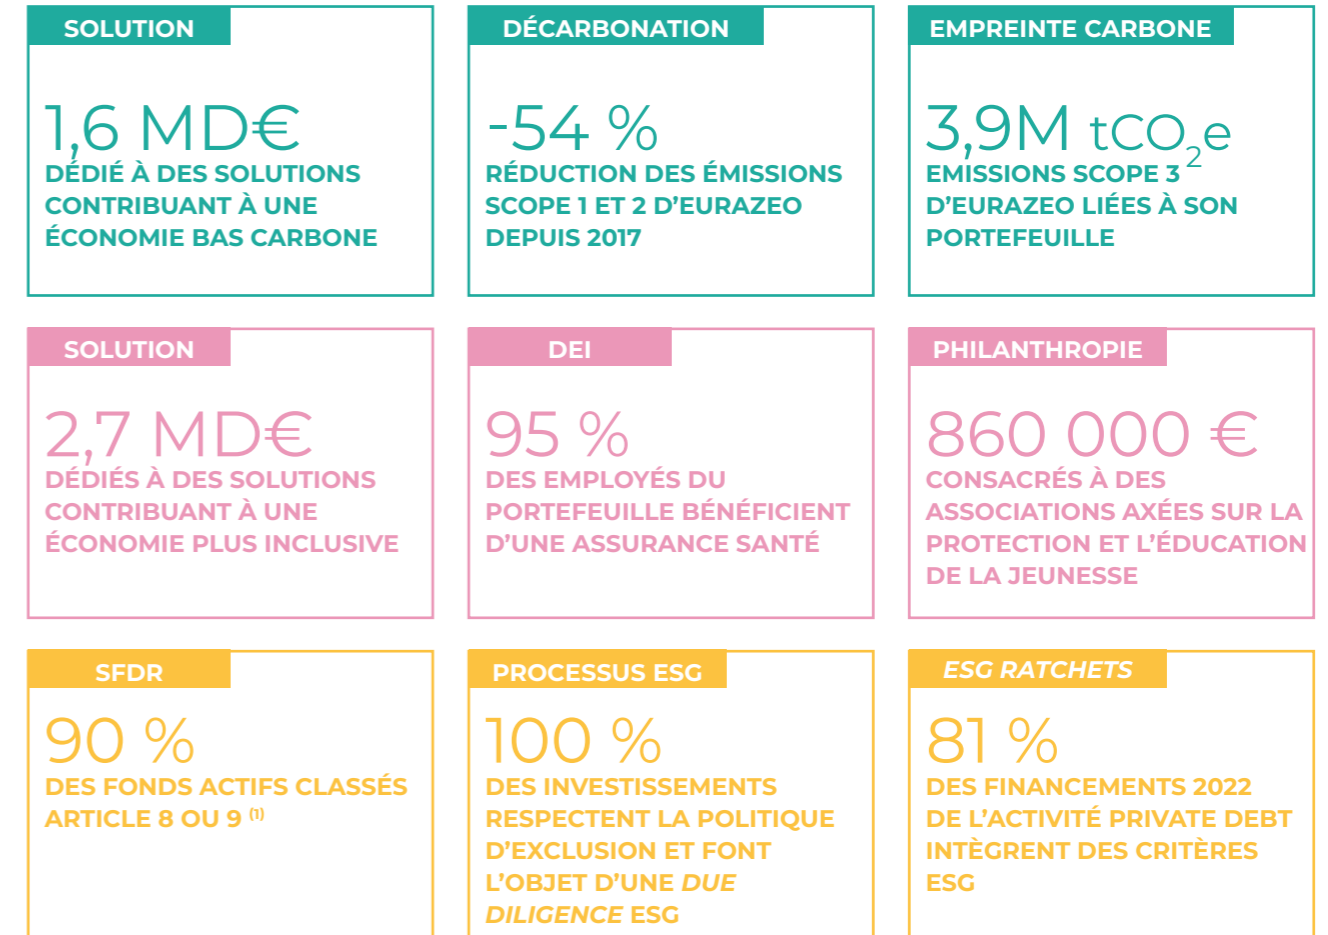 SOLUTION
1,6 MD€
DÉDIÉ À DES SOLUTIONS
CONTRIBUANT À UNE
ÉCONOMIE BAS CARBONE
DÉCARBONATION
-54 %
RÉDUCTION DES ÉMISSIONS
SCOPE 1 ET 2 D’EURAZEO
DEPUIS 2017
EMPREINTE CARBONE
3,9M tCO₂e
EMISSIONS SCOPE 3
D’EURAZEO LIÉES À SON
PORTEFEUILLE
SOLUTION
2,7 MD€
DÉDIÉS À DES SOLUTIONS
CONTRIBUANT À UNE
ÉCONOMIE PLUS INCLUSIVE
DEI
95 %
DES EMPLOYÉS DU
PORTEFEUILLE BÉNÉFICIENT
D’UNE ASSURANCE SANTÉ
PHILANTHROPIE
860 000 €
CONSACRÉS À DES
ASSOCIATIONS AXÉES SUR LA
PROTECTION ET L’ÉDUCATION
DE LA JEUNESSE
SFDR
90 %
DES FONDS ACTIFS CLASSÉS
ARTICLE 8 OU 9 (1)
PROCESSUS ESG
100 %
DES INVESTISSEMENTS
RESPECTENT LA POLITIQUE
D’EXCLUSION ET FONT
L’OBJET D’UNE DUE
DILIGENCE ESG
ESG RATCHETS
81 %
DES FINANCEMENTS 2022
DE L’ACTIVITÉ PRIVATE DEBT
INTÈGRENT DES CRITÈRES
ESG